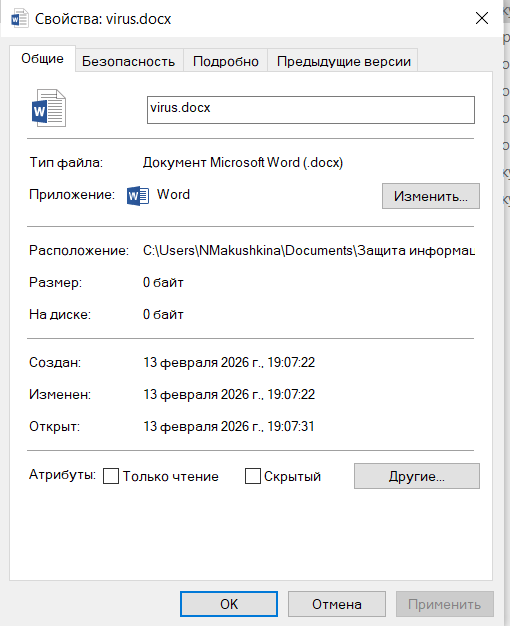 Свойства: virus.docx
Общие Безопасность Подробно Предыдущие версии
virus.docx
Тип файла: Документ Microsoft Word (.docx)
Приложение: Word Изменить...
Расположение: C:\Users\NMakushkina\Documents\Защита информац
Размер: 0 байт
На диске: 0 байт
Создан: 13 февраля 2026 г., 19:07:22
Изменен: 13 февраля 2026 г., 19:07:22
Открыт: 13 февраля 2026 г., 19:07:31
Атрибуты: Только чтение Скрытый Другие...
OK Отмена Применить